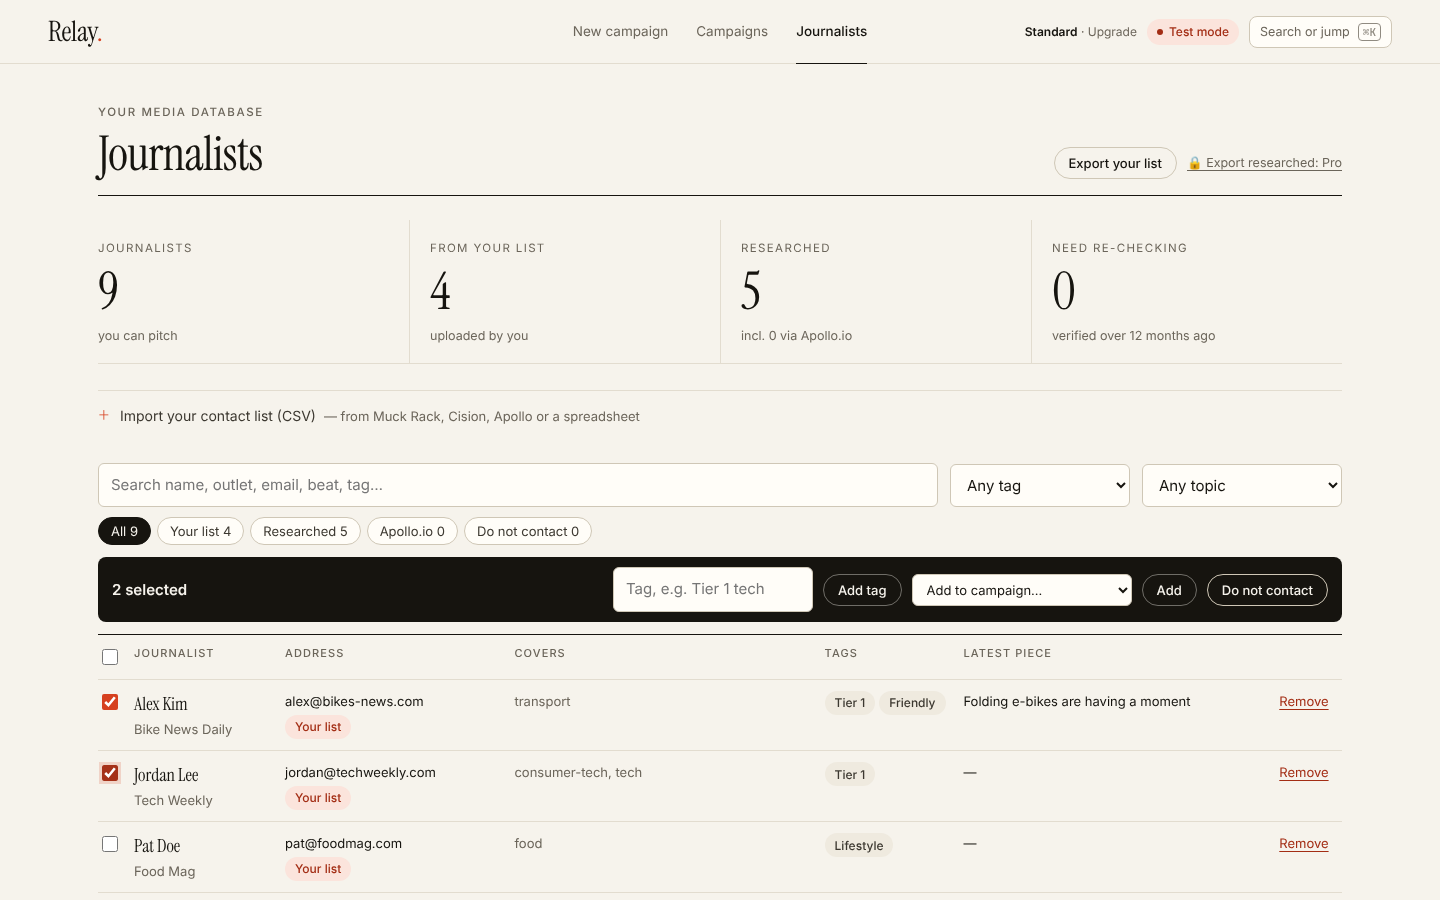 Relay.
New campaign
Campaigns
Journalists
Standard · Upgrade
Test mode
Search or jump ⌘K
YOUR MEDIA DATABASE
Journalists
Export your list
🔒 Export researched: Pro
JOURNALISTS
9
you can pitch
FROM YOUR LIST
4
uploaded by you
RESEARCHED
5
incl. 0 via Apollo.io
NEED RE-CHECKING
0
verified over 12 months ago
+ Import your contact list (CSV) — from Muck Rack, Cision, Apollo or a spreadsheet
Search name, outlet, email, beat, tag...
Any tag
Any topic
All 9
Your list 4
Researched 5
Apollo.io 0
Do not contact 0
2 selected
Tag, e.g. Tier 1 tech
Add tag
Add to campaign...
Add
Do not contact
JOURNALIST
ADDRESS
COVERS
TAGS
LATEST PIECE
Alex Kim
Bike News Daily
alex@bikes-news.com
Your list
transport
Tier 1
Friendly
Folding e-bikes are having a moment
Remove
Jordan Lee
Tech Weekly
jordan@techweekly.com
Your list
consumer-tech, tech
Tier 1
—
Remove
Pat Doe
Food Mag
pat@foodmag.com
Your list
food
Lifestyle
—
Remove